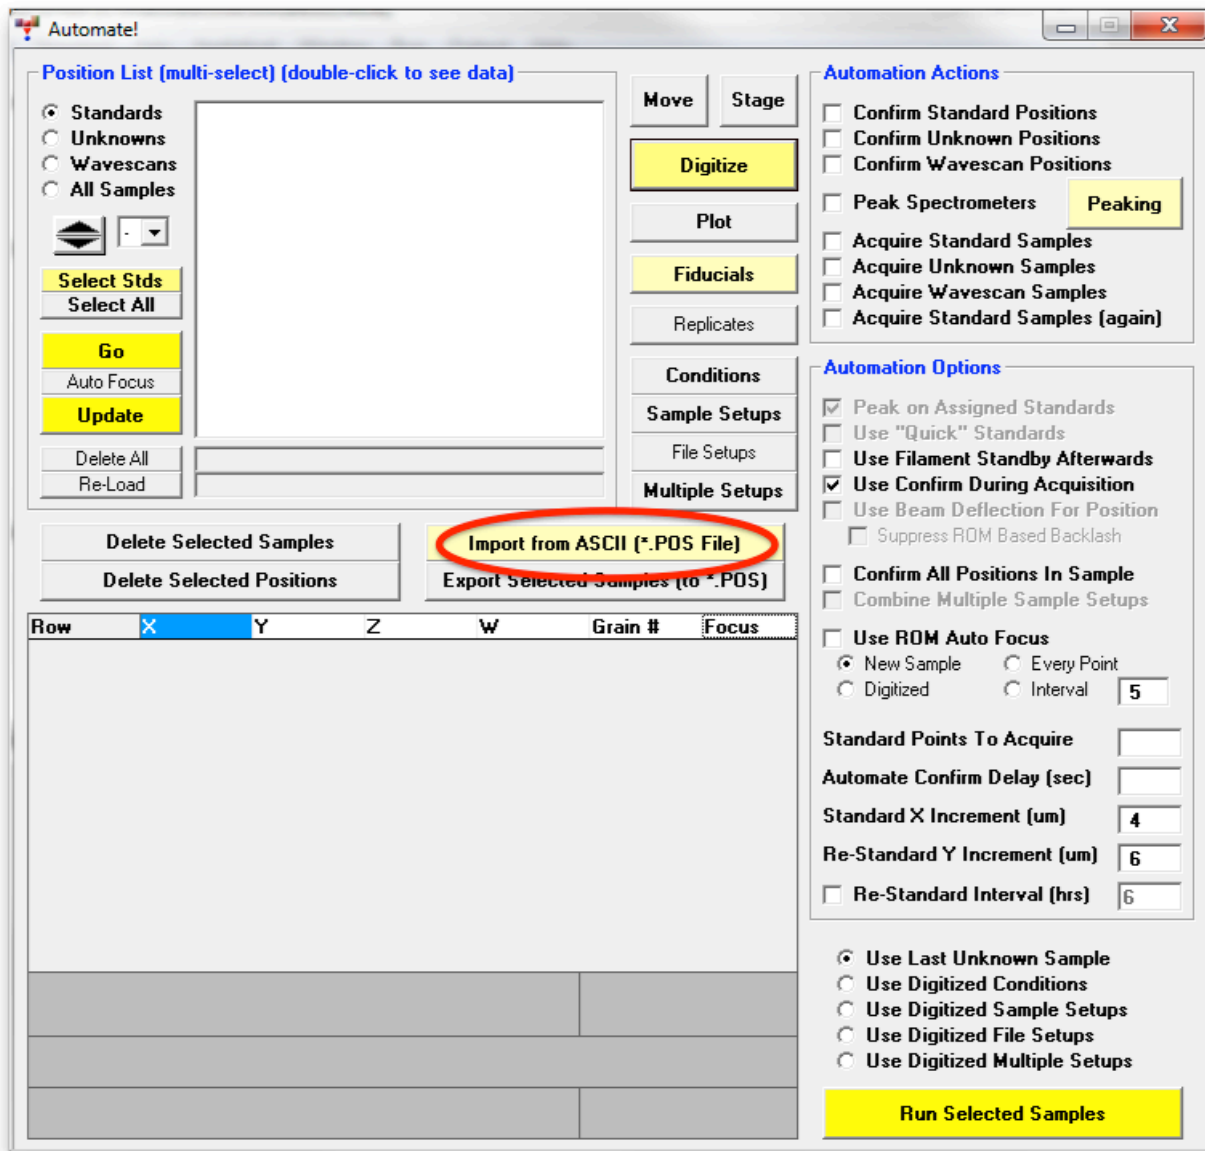 Automate!
Position List (multi-select) (double-click to see data)
Standards
Unknowns
Wavescans
All Samples
-
Select Stds
Select All
Go
Auto Focus
Update
Delete All
Re-Load
Move
Stage
Digitize
Plot
Fiducials
Replicates
Conditions
Sample Setups
File Setups
Multiple Setups
Delete Selected Samples
Import from ASCII (*.POS File)
Delete Selected Positions
Export Selected Samples (to *.POS)
Row X Y Z W Grain # Focus
Automation Actions
Confirm Standard Positions
Confirm Unknown Positions
Confirm Wavescan Positions
Peak Spectrometers
Peaking
Acquire Standard Samples
Acquire Unknown Samples
Acquire Wavescan Samples
Acquire Standard Samples (again)
Automation Options
Peak on Assigned Standards
Use "Quick" Standards
Use Filament Standby Afterwards
Use Confirm During Acquisition
Use Beam Deflection For Position
Suppress ROM Based Backlash
Confirm All Positions In Sample
Combine Multiple Sample Setups
Use ROM Auto Focus
New Sample Every Point
Digitized Interval 5
Standard Points To Acquire
Automate Confirm Delay (sec)
Standard X Increment (um) 4
Re-Standard Y Increment (um) 6
Re-Standard Interval (hrs) 6
Use Last Unknown Sample
Use Digitized Conditions
Use Digitized Sample Setups
Use Digitized File Setups
Use Digitized Multiple Setups
Run Selected Samples